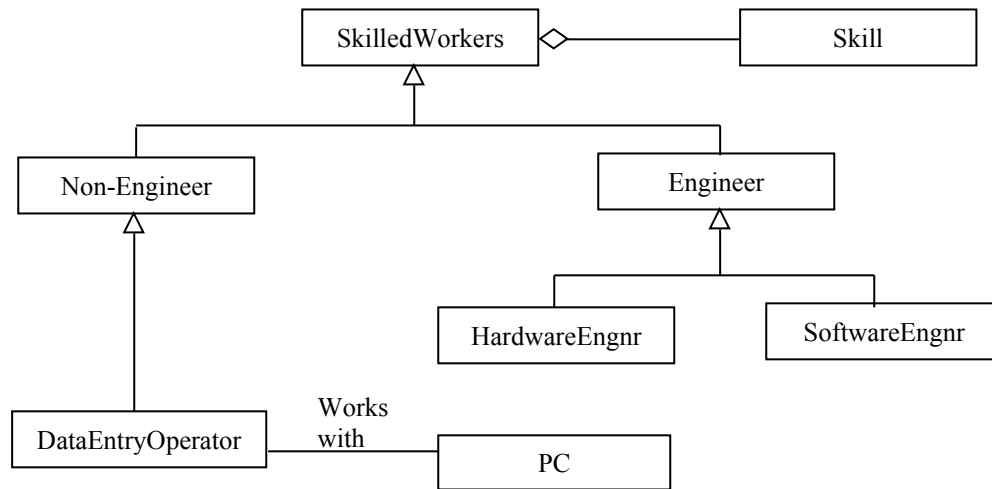 SkilledWorkers
Skill
Non-Engineer
Engineer
HardwareEngnr
SoftwareEngnr
DataEntryOperator
Works
with
PC